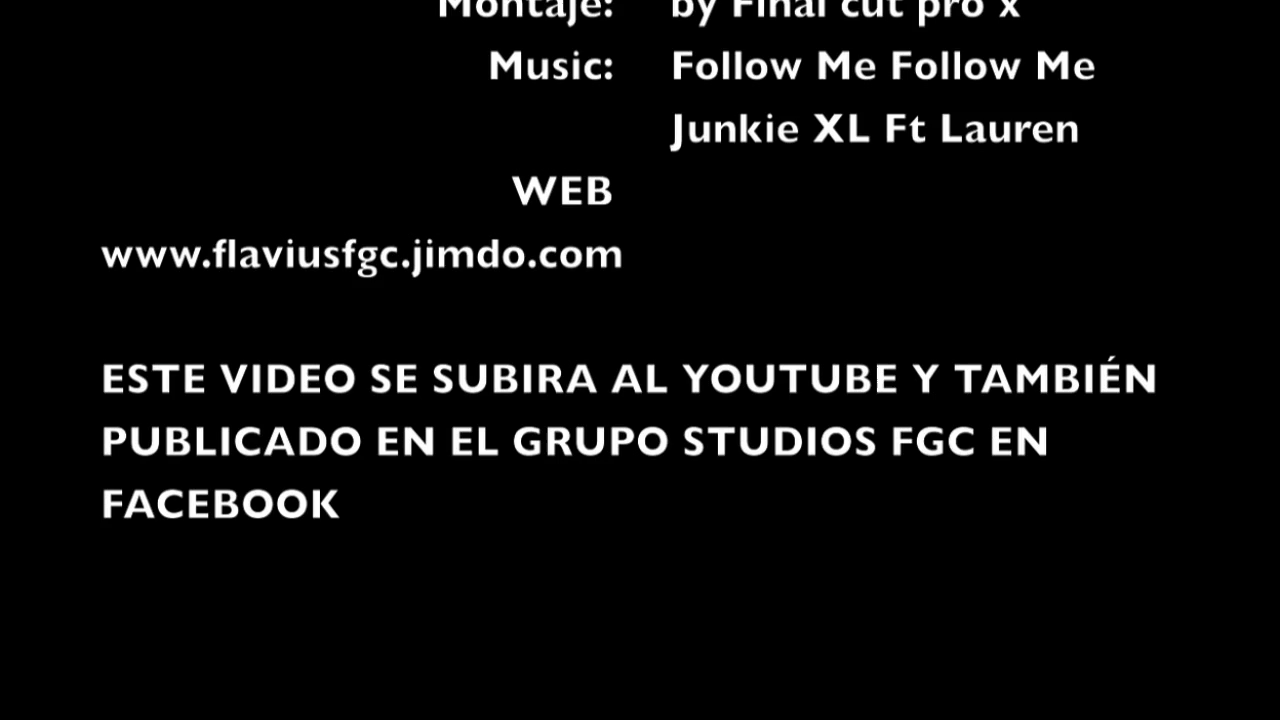 Montaje: by Final cut pro x
Music: Follow Me Follow Me
Junkie XL Ft Lauren
WEB
www.flaviusfgc.jimdo.com
ESTE VIDEO SE SUBIRA AL YOUTUBE Y TAMBIÉN
PUBLICADO EN EL GRUPO STUDIOS FGC EN
FACEBOOK